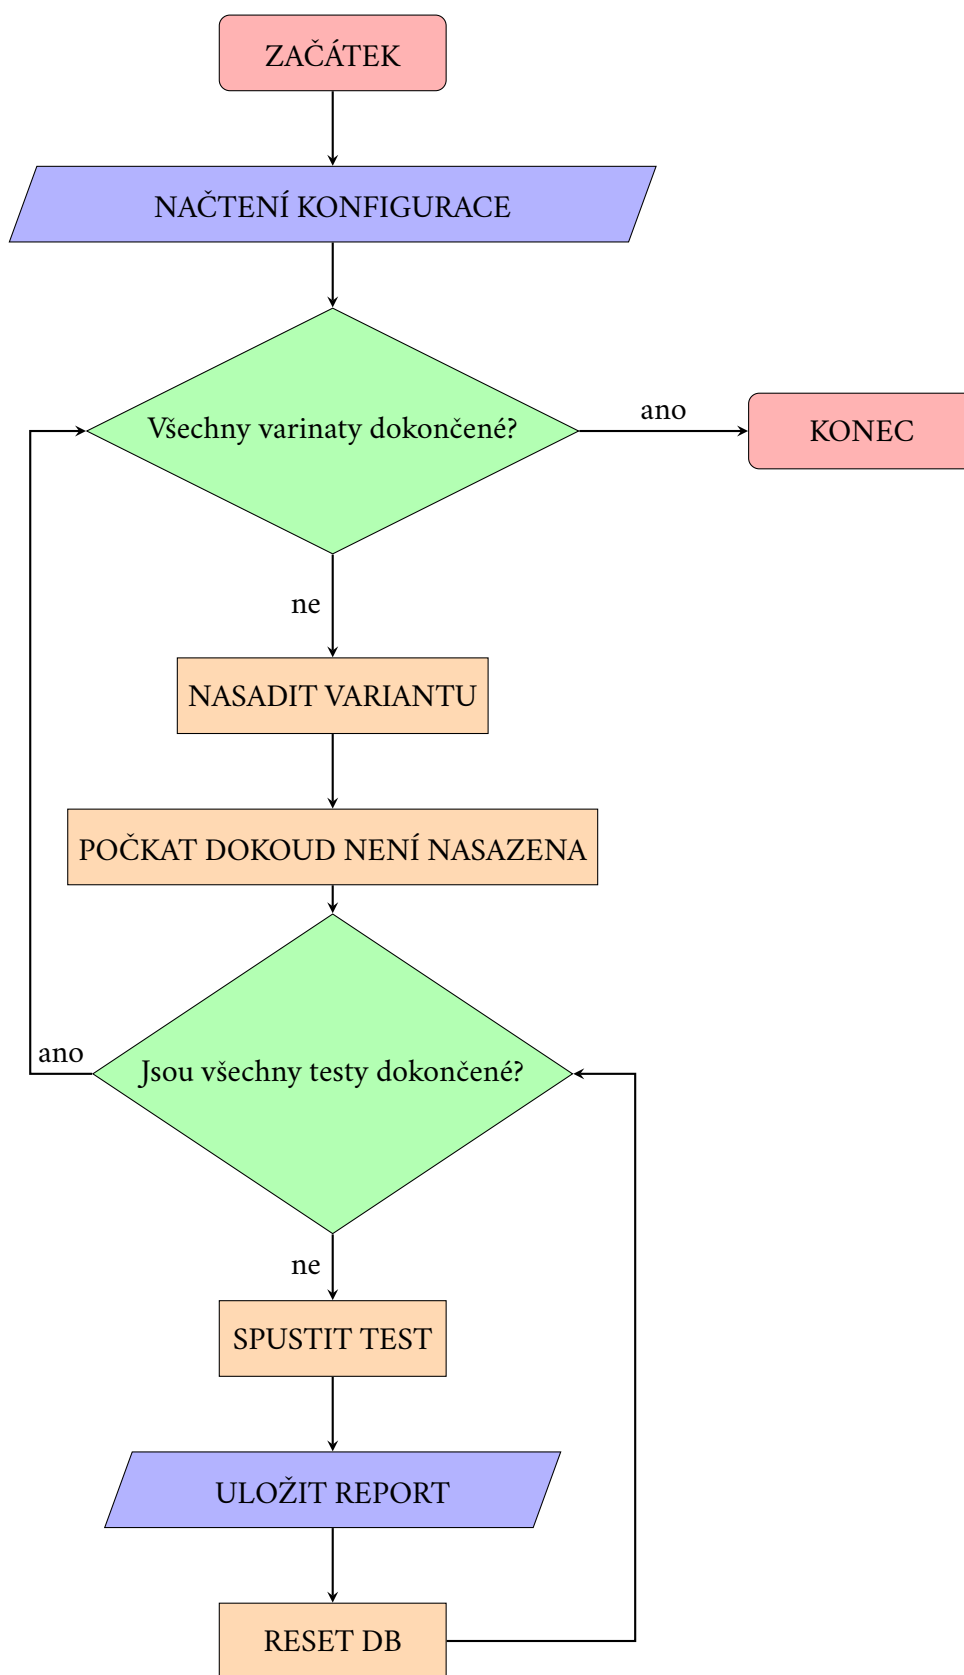 ZAČÁTEK
NAČTENÍ KONFIGURACE
Všechny varinaty dokončené?
ano
KONEC
ne
NASADIT VARIANTU
POČKAT DOKOUD NENÍ NASAZENA
ano
Jsou všechny testy dokončené?
ne
SPUSTIT TEST
ULOŽIT REPORT
RESET DB